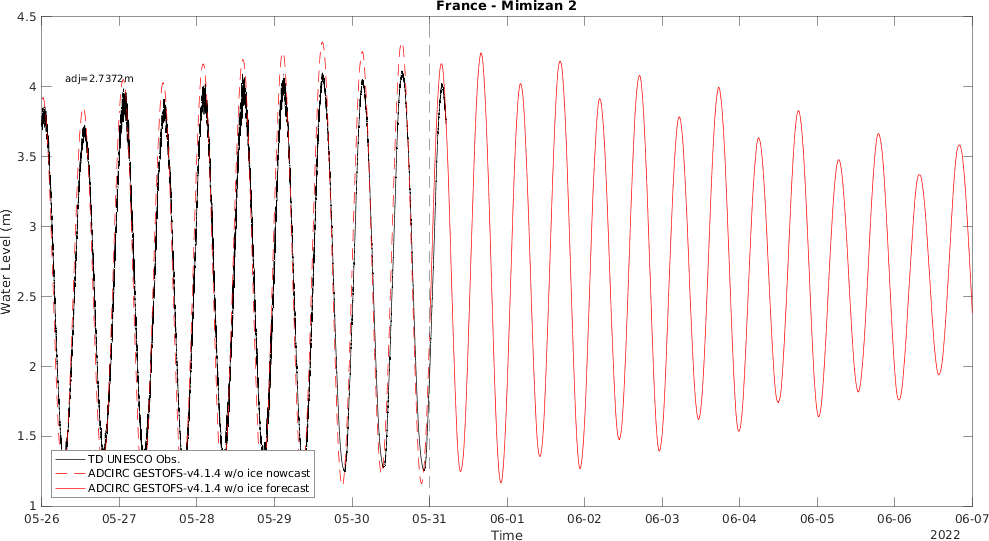 France - Mimizan 2
4.5
adj=2.7372m
4
3.5
3
2.5
2
1.5
1
Water Level (m)
TD UNESCO Obs.
ADCIRC GESTOFS-v4.1.4 w/o ice nowcast
ADCIRC GESTOFS-v4.1.4 w/o ice forecast
05-26 05-27 05-28 05-29 05-30 05-31 06-01 06-02 06-03 06-04 06-05 06-06 06-07
Time
2022